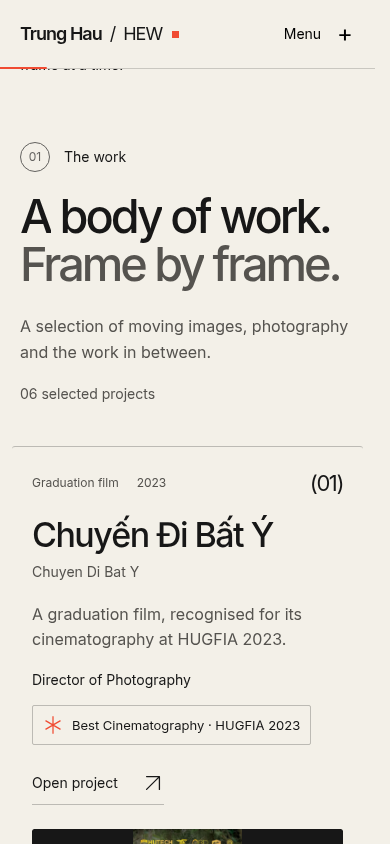 Trung Hau / HEW
Menu +
01 The work
A body of work.
Frame by frame.
A selection of moving images, photography
and the work in between.
06 selected projects
Graduation film 2023 (01)
Chuyến Đi Bất Ý
Chuyen Di Bat Y
A graduation film, recognised for its
cinematography at HUGFIA 2023.
Director of Photography
Best Cinematography · HUGFIA 2023
Open project